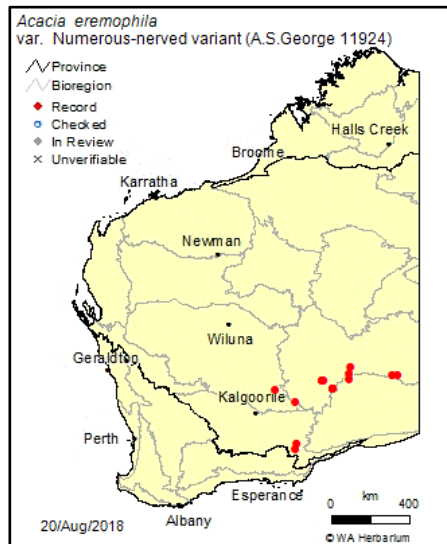 Acacia eremophila
var. Numerous-nerved variant (A.S.George 11924)
Province
Bioregion
Record
Checked
In Review
Unverifiable
Halls Creek
Broome
Karratha
Newman
Wiluna
Geraldton
Kalgoorlie
Perth
Esperance
Albany
0 km 400
20/Aug/2018
© WA Herbarium